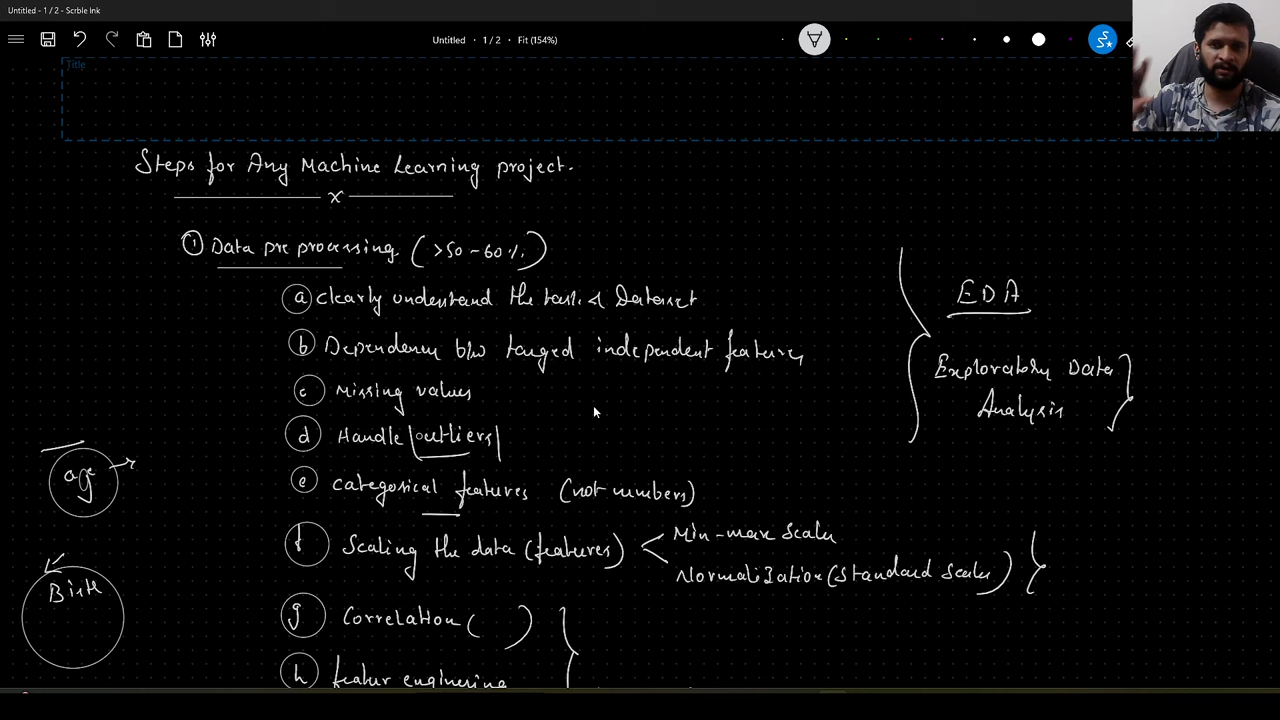 Untitled - 1 / 2 - Scrble Ink
Untitled • 1 / 2 • Fit (154%)
Title
Steps for Any Machine Learning project.
x
① Data pre processing (>50-60%)
ⓐ clearly understand the task & Dataset
ⓑ Dependency b/w independent features
ⓒ Missing values
ⓓ Handle outliers
ⓔ categorical features (not numbers)
ⓕ Scaling the data (features)
Min-max Scaler
Normalization (Standard Scaler)
ⓖ Correlation ( )
ⓗ featur engineering
EDA
Exploratory Data
Analysis
age
Birth